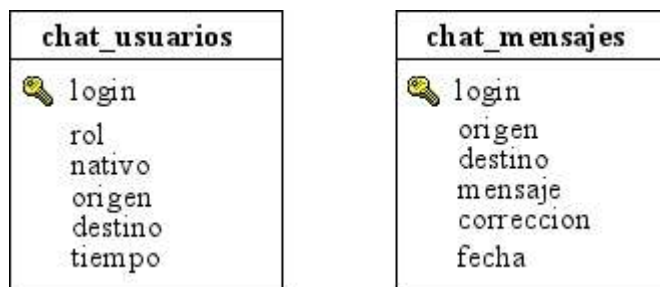 chat_usuarios
login
rol
nativo
origen
destino
tiempo
chat_mensajes
login
origen
destino
mensaje
correccion
fecha